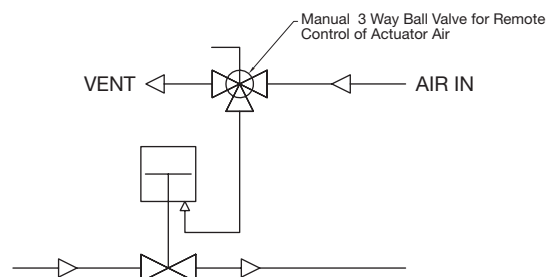 Manual 3 Way Ball Valve for Remote
Control of Actuator Air
VENT
AIR IN